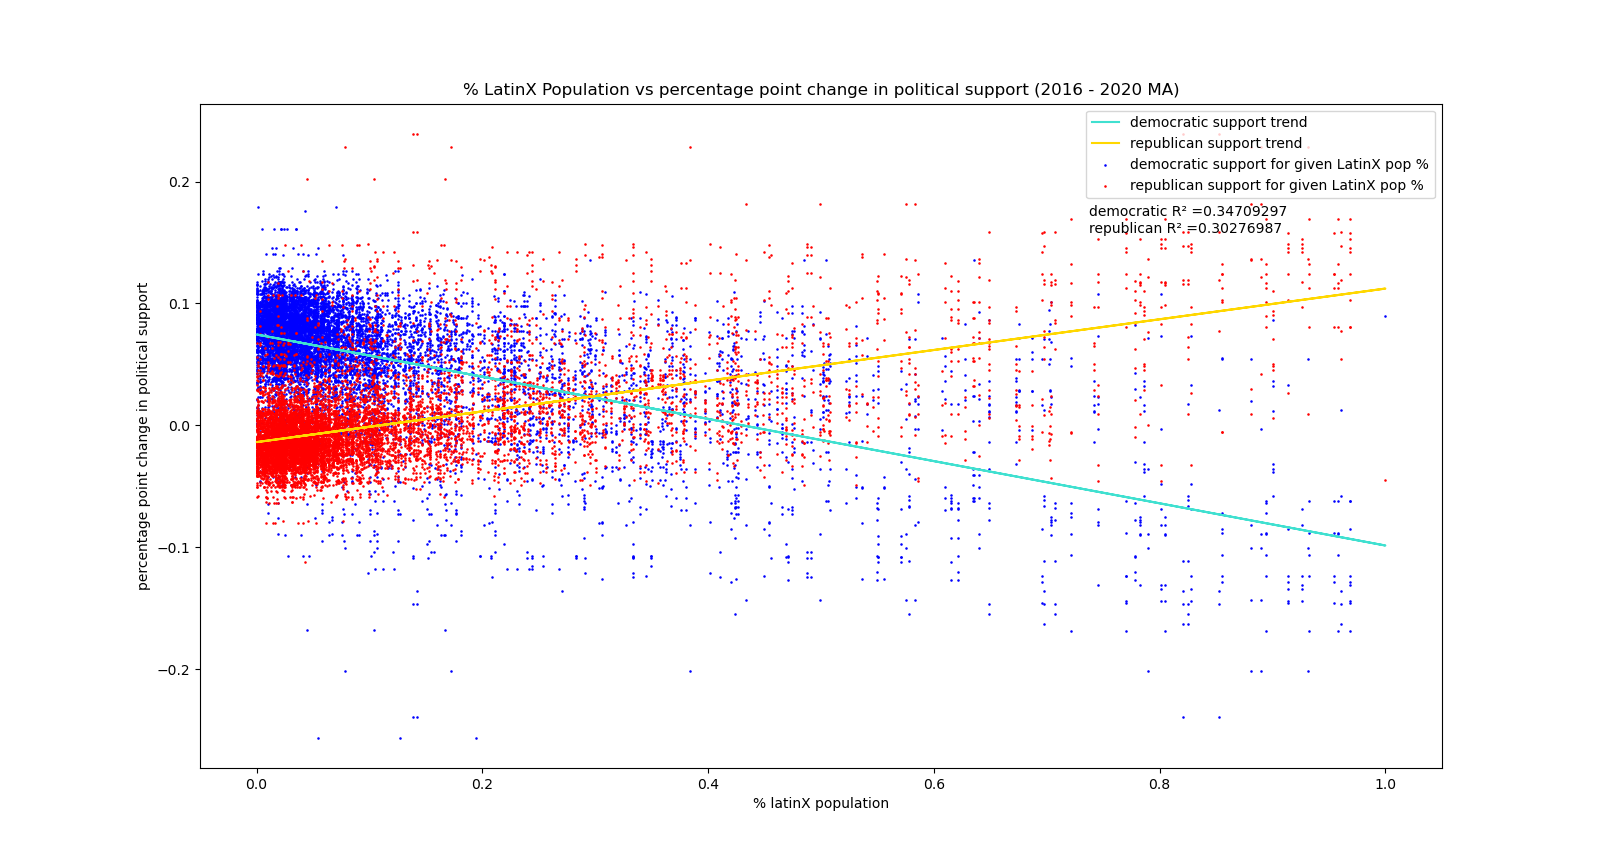 % LatinX Population vs percentage point change in political support (2016 - 2020 MA)
democratic support trend
republican support trend
democratic support for given LatinX pop %
republican support for given LatinX pop %
democratic R² =0.34709297
republican R² =0.30276987
percentage point change in political support
0.2
0.1
0.0
−0.1
−0.2
0.0 0.2 0.4 0.6 0.8 1.0
% latinX population